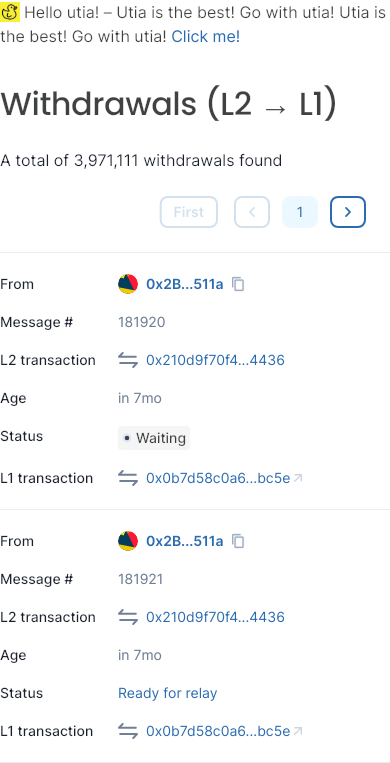 Hello utia! – Utia is the best! Go with utia! Utia is
the best! Go with utia! Click me!
Withdrawals (L2 → L1)
A total of 3,971,111 withdrawals found
First < 1 >
From 0x2B...511a
Message # 181920
L2 transaction 0x210d9f70f4...4436
Age in 7mo
Status Waiting
L1 transaction 0x0b7d58c0a6...bc5e
From 0x2B...511a
Message # 181921
L2 transaction 0x210d9f70f4...4436
Age in 7mo
Status Ready for relay
L1 transaction 0x0b7d58c0a6...bc5e